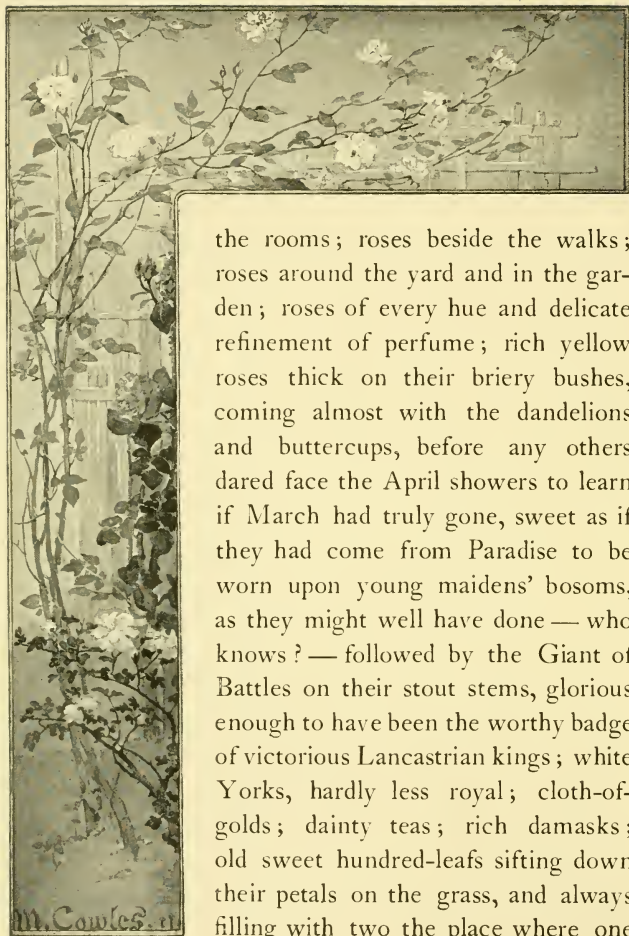 the rooms; roses beside the walks;
roses around the yard and in the gar-
den; roses of every hue and delicate
refinement of perfume; rich yellow
roses thick on their briery bushes,
coming almost with the dandelions
and buttercups, before any others
dared face the April showers to learn
if March had truly gone, sweet as if
they had come from Paradise to be
worn upon young maidens’ bosoms,
as they might well have done — who
knows? — followed by the Giant of
Battles on their stout stems, glorious
enough to have been the worthy badge
of victorious Lancastrian kings; white
Yorks, hardly less royal; cloth-of-
golds; dainty teas; rich damasks;
old sweet hundred-leafs sifting down
their petals on the grass, and always
filling with two the place where one
M. Cowles.